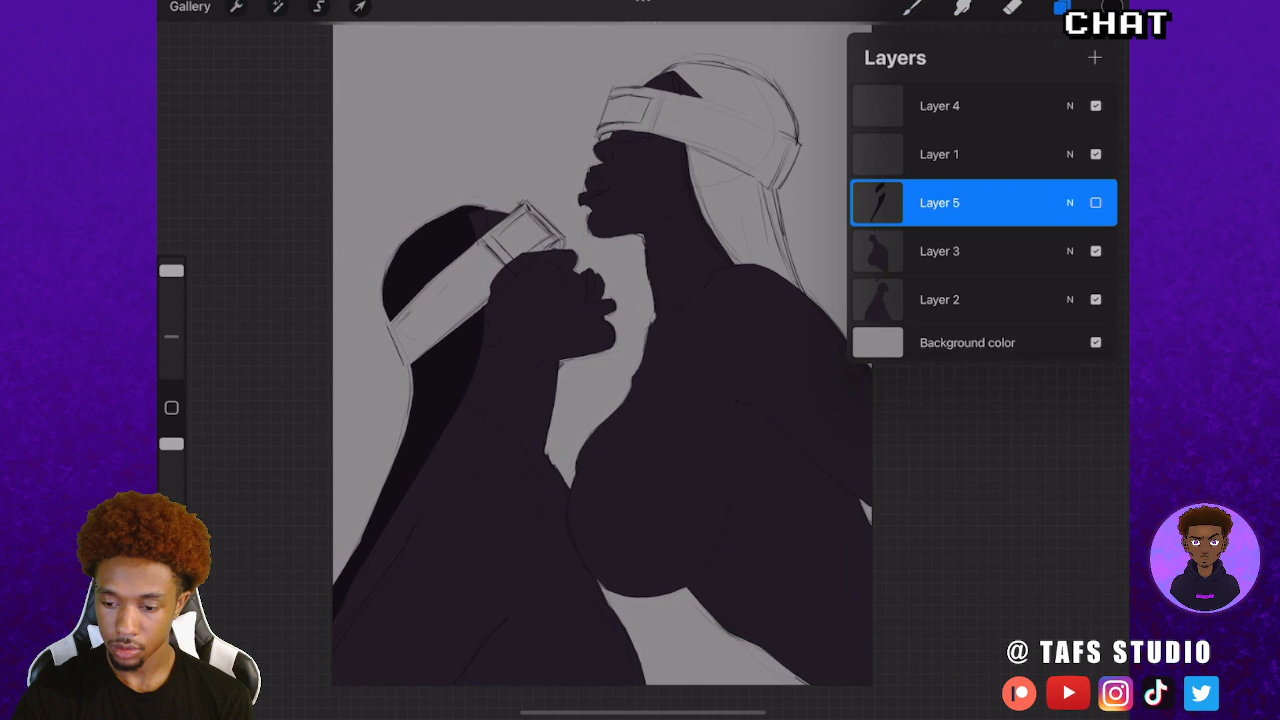 Gallery
CHAT
Layers
Layer 4 N
Layer 1 N
Layer 5 N
Layer 3 N
Layer 2 N
Background color
@ TAFS STUDIO